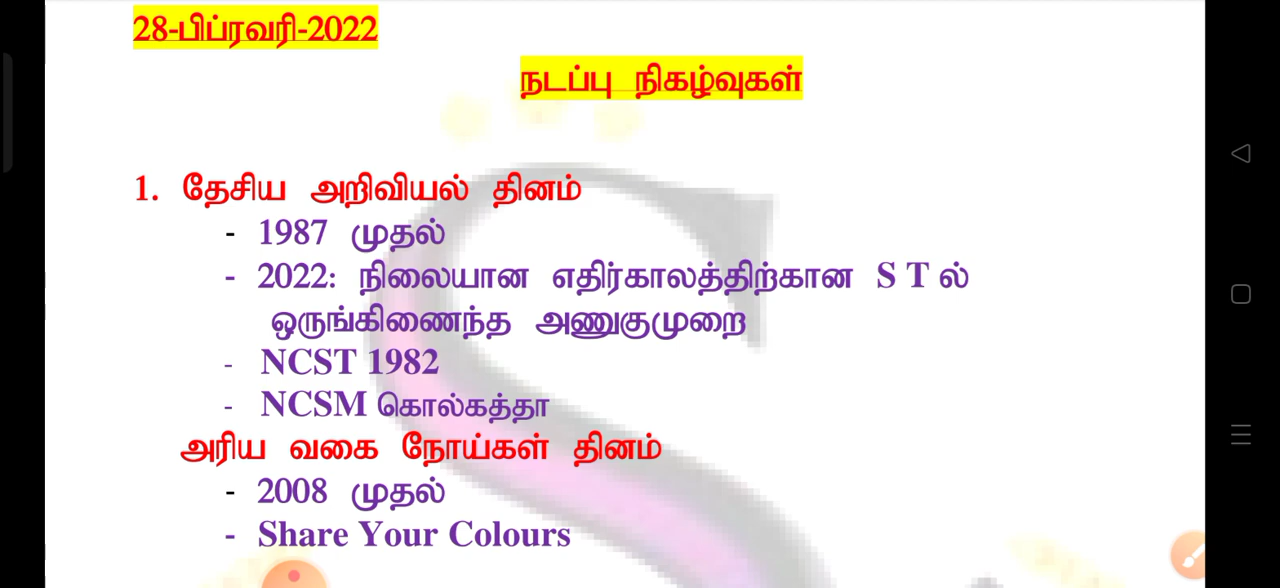 28-பிப்ரவரி-2022
நடப்பு நிகழ்வுகள்
1. தேசிய அறிவியல் தினம்
- 1987 முதல்
- 2022: நிலையான எதிர்காலத்திற்கான S T ல்
ஒருங்கிணைந்த அணுகுமுறை
- NCST 1982
- NCSM கொல்கத்தா
அரிய வகை நோய்கள் தினம்
- 2008 முதல்
- Share Your Colours